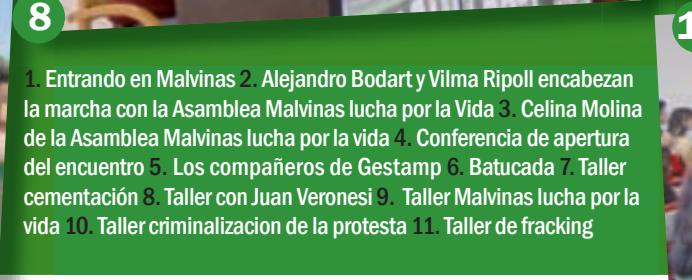 8
1
1. Entrando en Malvinas 2. Alejandro Bodart y Vilma Ripoll encabezan
la marcha con la Asamblea Malvinas lucha por la Vida 3. Celina Molina
de la Asamblea Malvinas lucha por la vida 4. Conferencia de apertura
del encuentro 5. Los compañeros de Gestamp 6. Batucada 7. Taller
cementación 8. Taller con Juan Veronesi 9. Taller Malvinas lucha por la
vida 10. Taller criminalizacion de la protesta 11. Taller de fracking